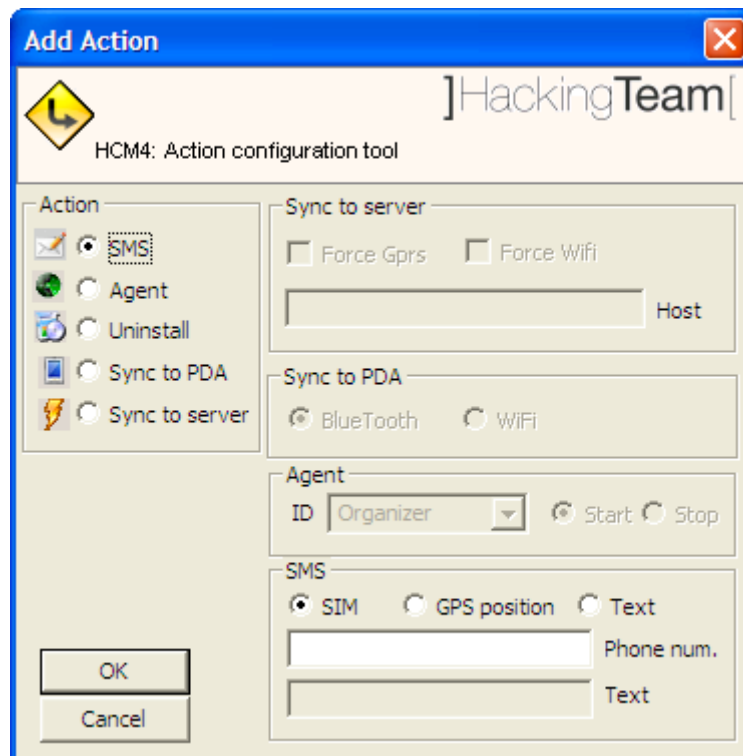 Add Action
]HackingTeam[
HCM4: Action configuration tool
Action
SMS
Agent
Uninstall
Sync to PDA
Sync to server
Sync to server
Force Gprs
Force Wifi
Host
Sync to PDA
BlueTooth
WiFi
Agent
ID
Organizer
Start
Stop
SMS
SIM
GPS position
Text
Phone num.
Text
OK
Cancel